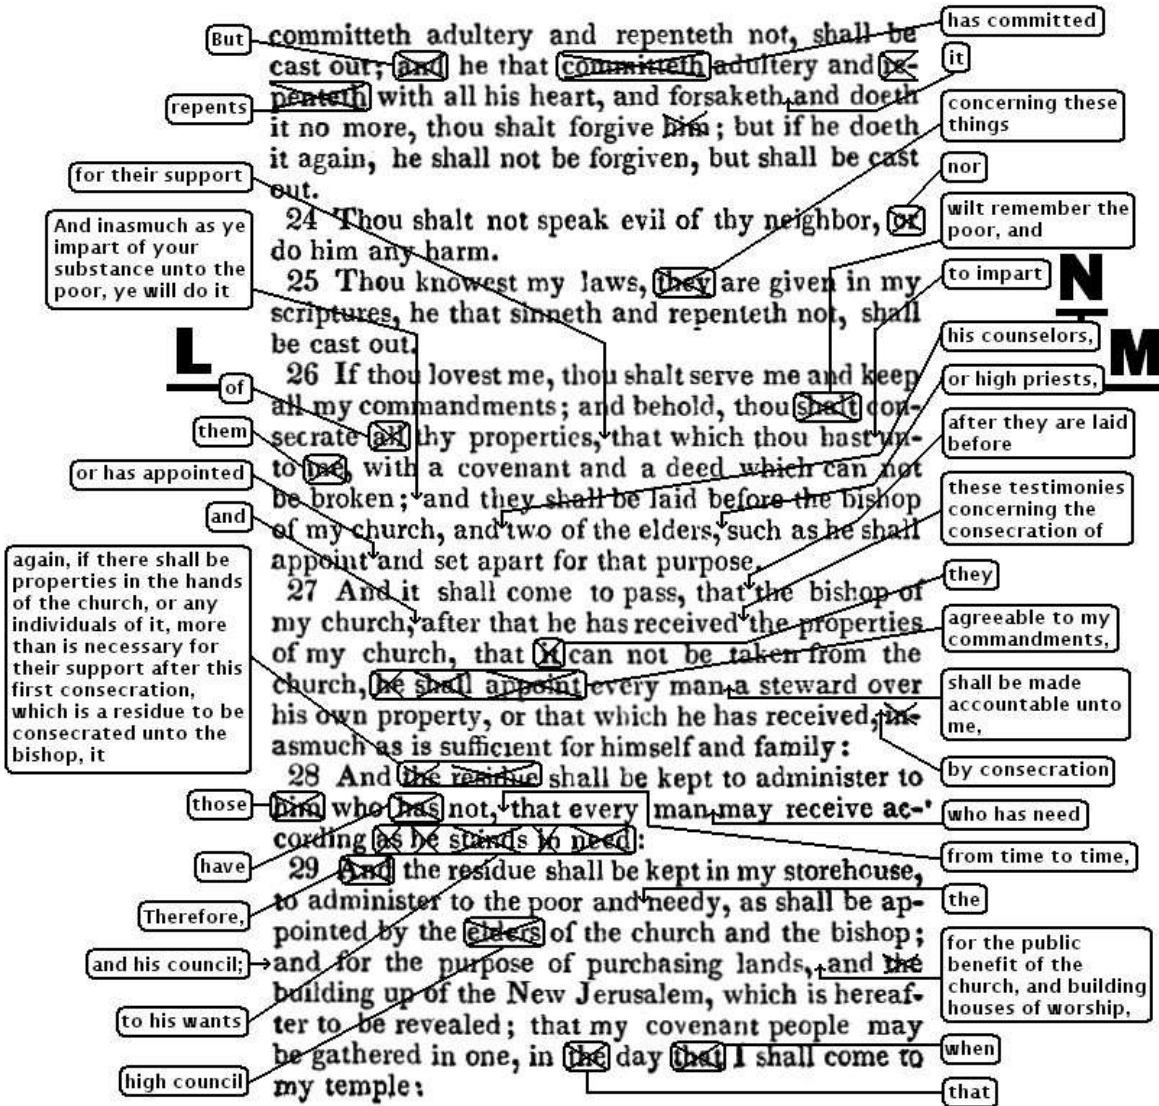 But
repents
for their support
And inasmuch as ye
impart of your
substance unto the
poor, ye will do it
L
of
them
or has appointed
and
again, if there shall be
properties in the hands
of the church, or any
individuals of it, more
than is necessary for
their support after this
first consecration,
which is a residue to be
consecrated unto the
bishop, it
those
have
Therefore,
and his council;
to his wants
high council
committeth adultery and repenteth not, shall be
cast out; and he that committeth adultery and re-
penteth with all his heart, and forsaketh and doeth
it no more, thou shalt forgive him; but if he doeth
it again, he shall not be forgiven, but shall be cast
out.
24 Thou shalt not speak evil of thy neighbor, or
do him any harm.
25 Thou knowest my laws, they are given in my
scriptures, he that sinneth and repenteth not, shall
be cast out.
26 If thou lovest me, thou shalt serve me and keep
all my commandments; and behold, thou shalt con-
secrate all thy properties, that which thou hast un-
to me, with a covenant and a deed which can not
be broken; and they shall be laid before the bishop
of my church, and two of the elders, such as he shall
appoint and set apart for that purpose.
27 And it shall come to pass, that the bishop of
my church, after that he has received the properties
of my church, that it can not be taken from the
church, he shall appoint every man a steward over
his own property, or that which he has received, in-
asmuch as is sufficient for himself and family:
28 And the residue shall be kept to administer to
him who has not, that every man may receive ac-
cording as he stands in need:
29 And the residue shall be kept in my storehouse,
to administer to the poor and needy, as shall be ap-
pointed by the elders of the church and the bishop;
and for the purpose of purchasing lands, and the
building up of the New Jerusalem, which is hereaf-
ter to be revealed; that my covenant people may
be gathered in one, in the day that I shall come to
my temple:
has committed
it
concerning these
things
nor
wilt remember the
poor, and
to impart
N
his counselors,
M
or high priests,
after they are laid
before
these testimonies
concerning the
consecration of
they
agreeable to my
commandments,
shall be made
accountable unto
me,
by consecration
who has need
from time to time,
the
for the public
benefit of the
church, and building
houses of worship,
when
that